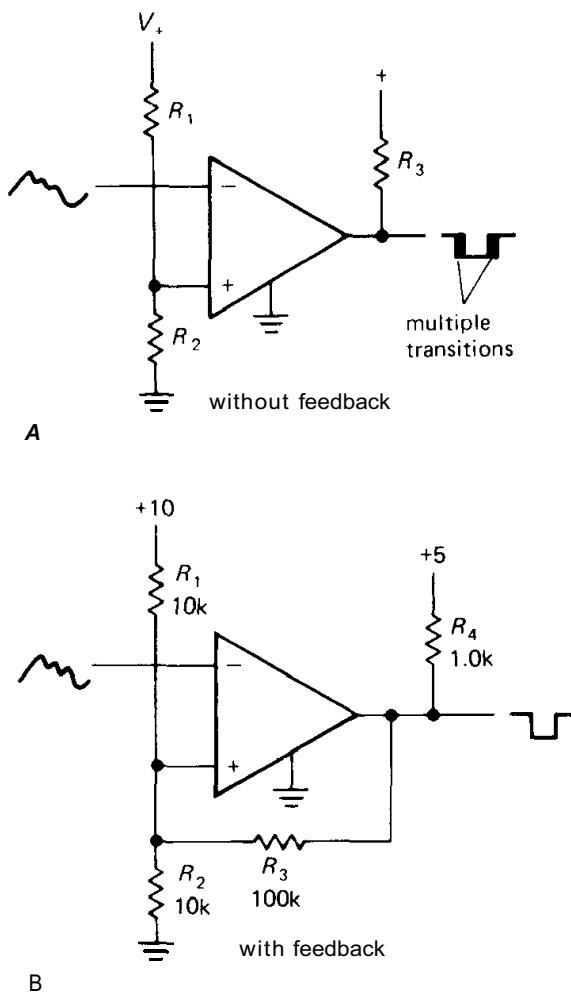 V+
R1
+
R3
−
+
R2
multiple
transitions
without feedback
A
+10
R1
10k
+5
R4
1.0k
−
+
R3
100k
R2
10k
with feedback
B